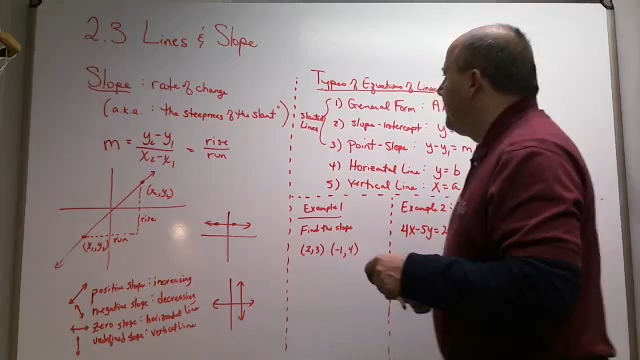 2.3 Lines & Slope
Slope : rate of change
(a.k.a. : the steepness of the slant)
m = y₂-y₁ / x₂-x₁ = rise / run
(x₂, y₂)
rise
run
(x₁, y₁)
positive slope : increasing
negative slope : decreasing
zero slope : horizontal line
undefined slope : vertical line
Types of Equations of Lines
Slanted Lines
1) General Form : A
2) slope-intercept : y
3) Point-Slope : y-y₁ = m
4) Horizontal Line : y = b
5) Vertical Line : x = a
Example 1
Find the slope
(2,3) (-1,4)
Example 2 :
4x-5y=2